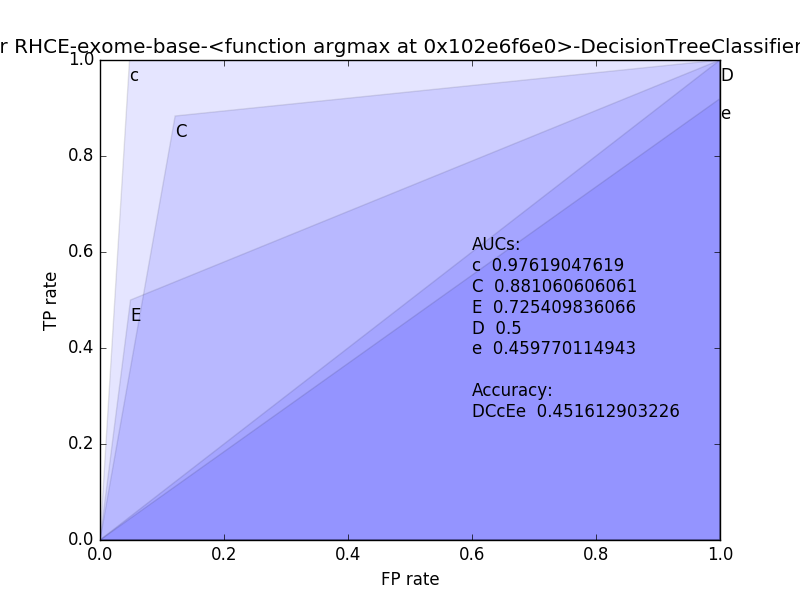 r RHCE-exome-base-<function argmax at 0x102e6f6e0>-DecisionTreeClassifier
1.0
0.8
0.6
0.4
0.2
0.0
TP rate
c
C
E
D
e
AUCs:
c 0.97619047619
C 0.881060606061
E 0.725409836066
D 0.5
e 0.459770114943
Accuracy:
DCcEe 0.451612903226
0.0 0.2 0.4 0.6 0.8 1.0
FP rate